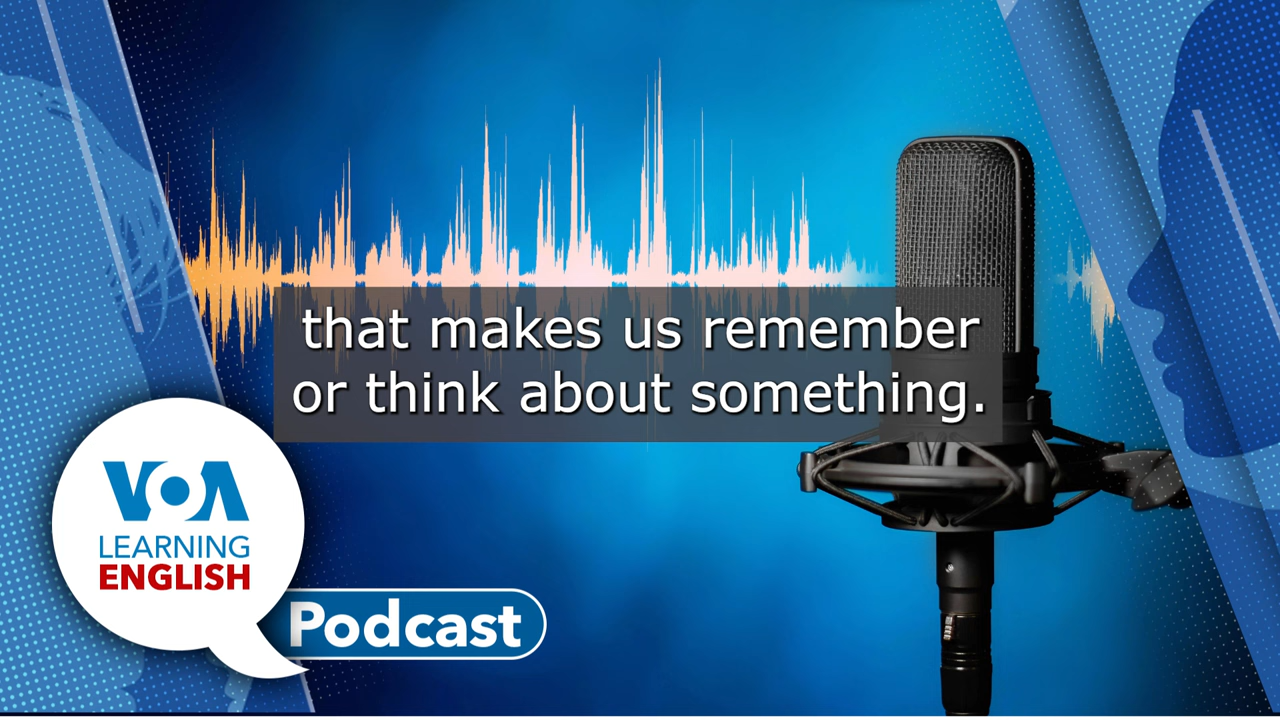 that makes us remember
or think about something.
VOA
LEARNING
ENGLISH
Podcast